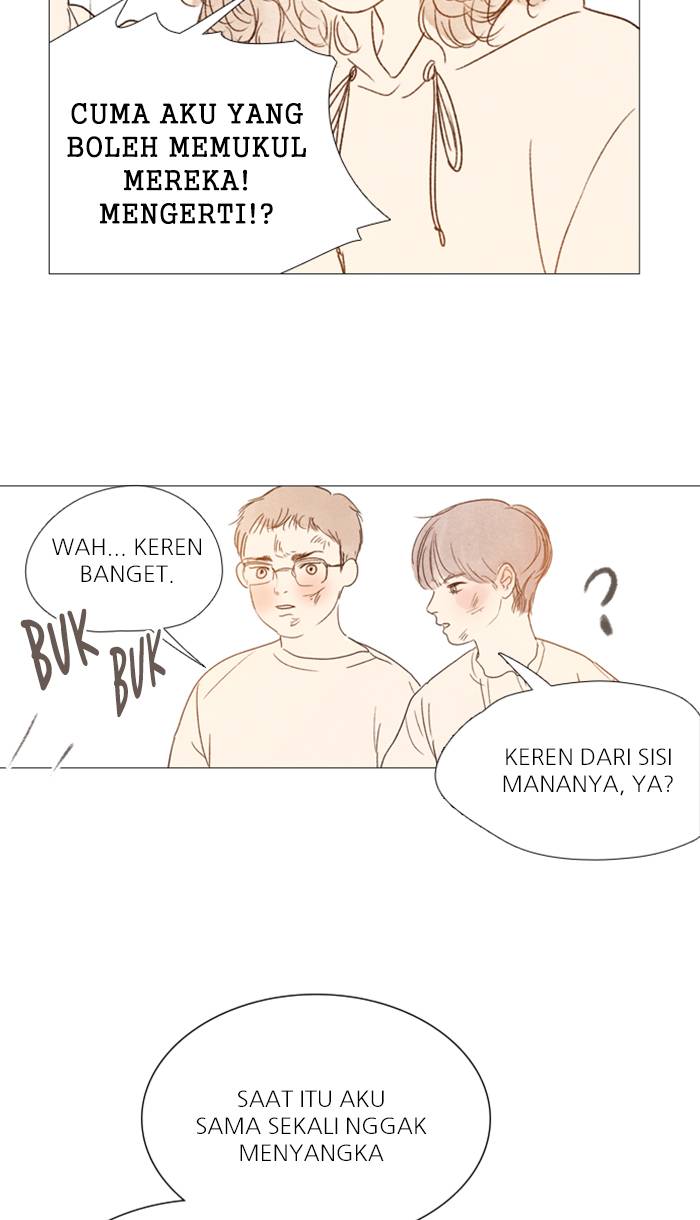 CUMA AKU YANG
BOLEH MEMUKUL
MEREKA!
MENGERTI!?
WAH... KEREN
BANGET.
BUK
BUK
?
KEREN DARI SISI
MANANYA, YA?
SAAT ITU AKU
SAMA SEKALI NGGAK
MENYANGKA